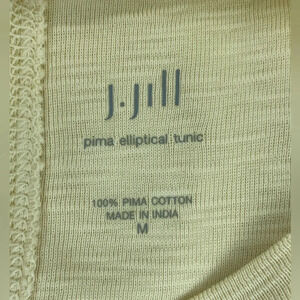 J.Jill
pima elliptical tunic
100% PIMA COTTON
MADE IN INDIA
M